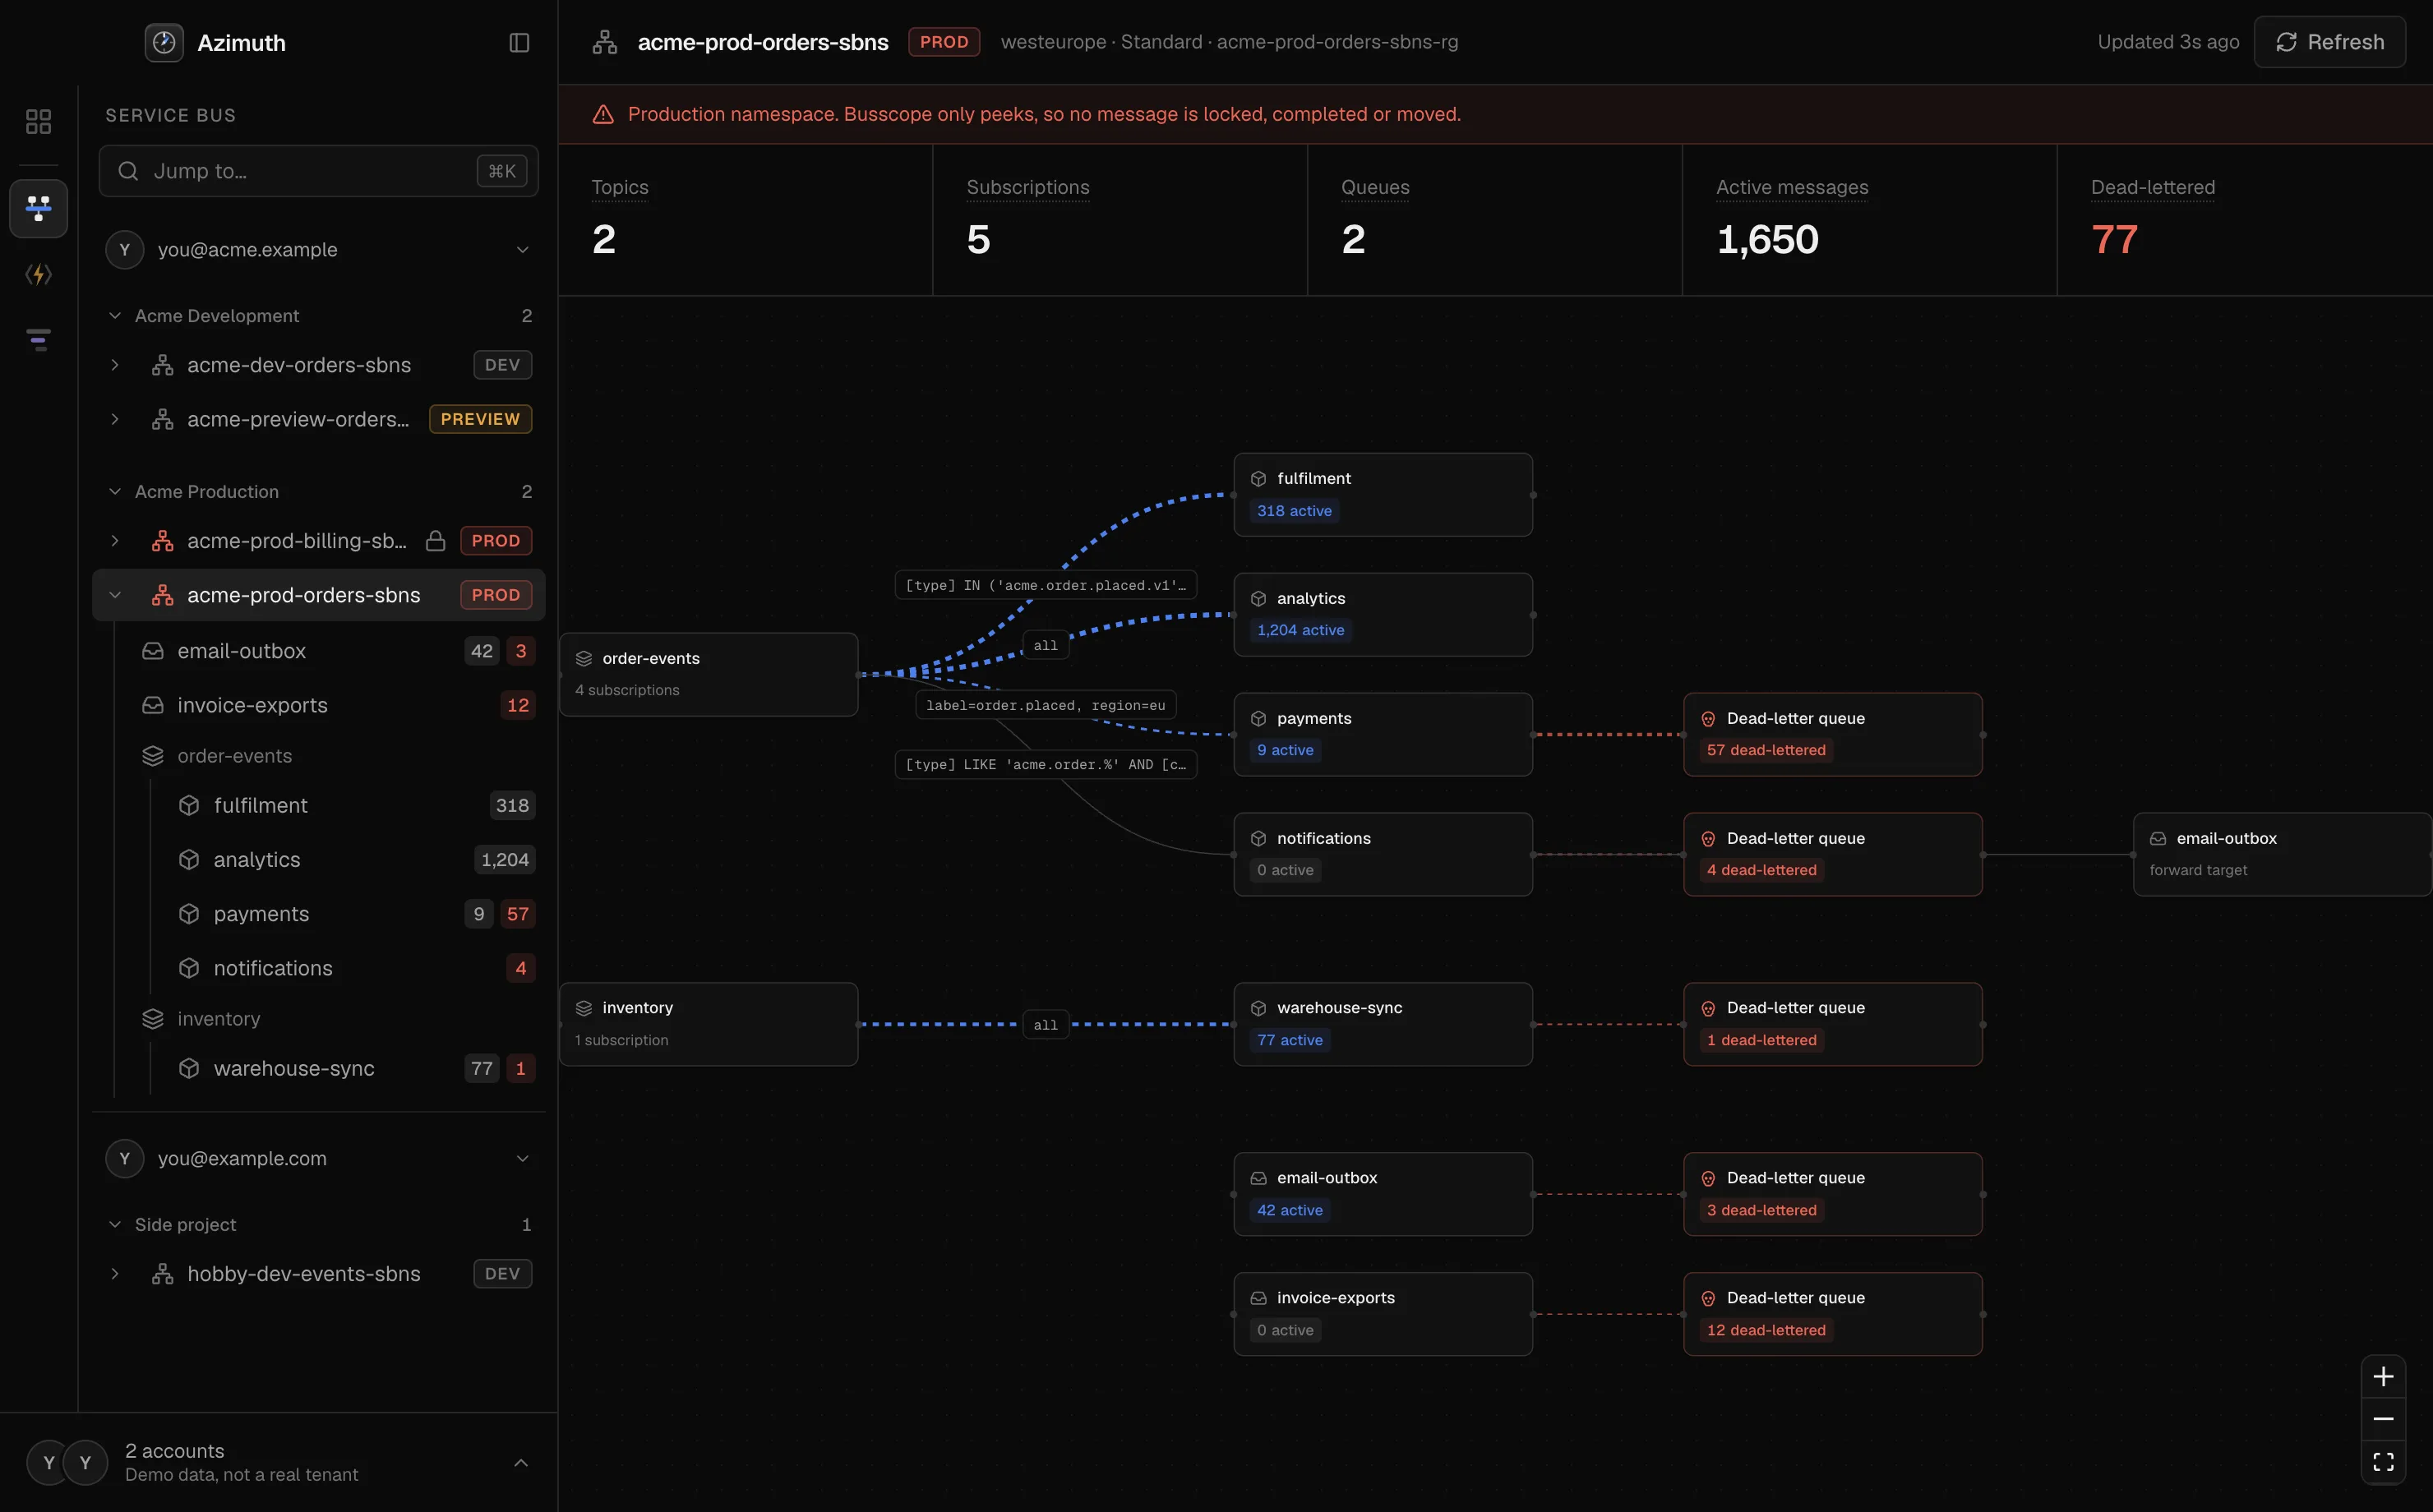 Azimuth
SERVICE BUS
Jump to...
⌘K
Y
you@acme.example
Acme Development
2
acme-dev-orders-sbns
DEV
acme-preview-orders...
PREVIEW
Acme Production
2
acme-prod-billing-sb...
PROD
acme-prod-orders-sbns
PROD
email-outbox
42
3
invoice-exports
12
order-events
fulfilment
318
analytics
1,204
payments
9
57
notifications
4
inventory
warehouse-sync
77
1
Y
you@example.com
Side project
1
hobby-dev-events-sbns
DEV
Y
Y
2 accounts
Demo data, not a real tenant
acme-prod-orders-sbns
PROD
westeurope · Standard · acme-prod-orders-sbns-rg
Updated 3s ago
Refresh
Production namespace. Busscope only peeks, so no message is locked, completed or moved.
Topics
2
Subscriptions
5
Queues
2
Active messages
1,650
Dead-lettered
77
order-events
4 subscriptions
[type] IN ('acme.order.placed.v1'...
all
label=order.placed, region=eu
[type] LIKE 'acme.order.%' AND [c...
fulfilment
318 active
analytics
1,204 active
payments
9 active
Dead-letter queue
57 dead-lettered
notifications
0 active
Dead-letter queue
4 dead-lettered
email-outbox
forward target
inventory
1 subscription
all
warehouse-sync
77 active
Dead-letter queue
1 dead-lettered
email-outbox
42 active
Dead-letter queue
3 dead-lettered
invoice-exports
0 active
Dead-letter queue
12 dead-lettered